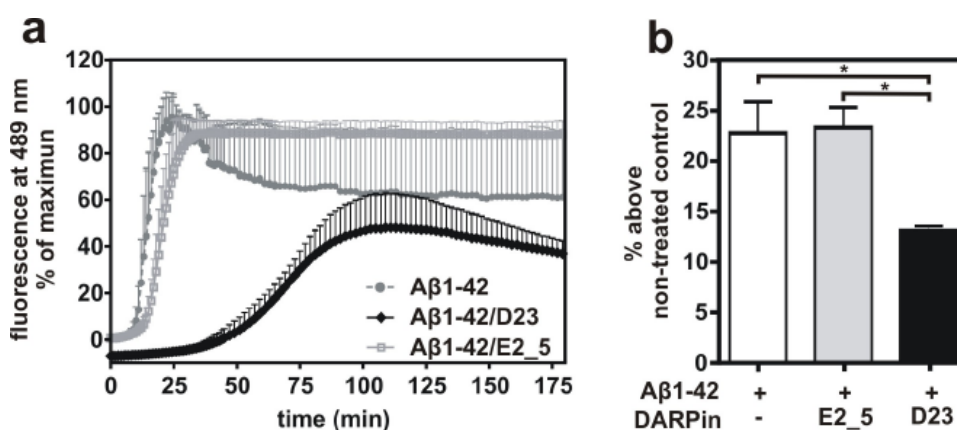 a
fluorescence at 489 nm
% of maximun
120
100
80
60
40
20
0
0 25 50 75 100 125 150 175
time (min)
Aβ1-42
Aβ1-42/D23
Aβ1-42/E2_5
b
% above
non-treated control
30
25
20
15
10
5
0
*
*
Aβ1-42 + + +
DARPin - E2_5 D23